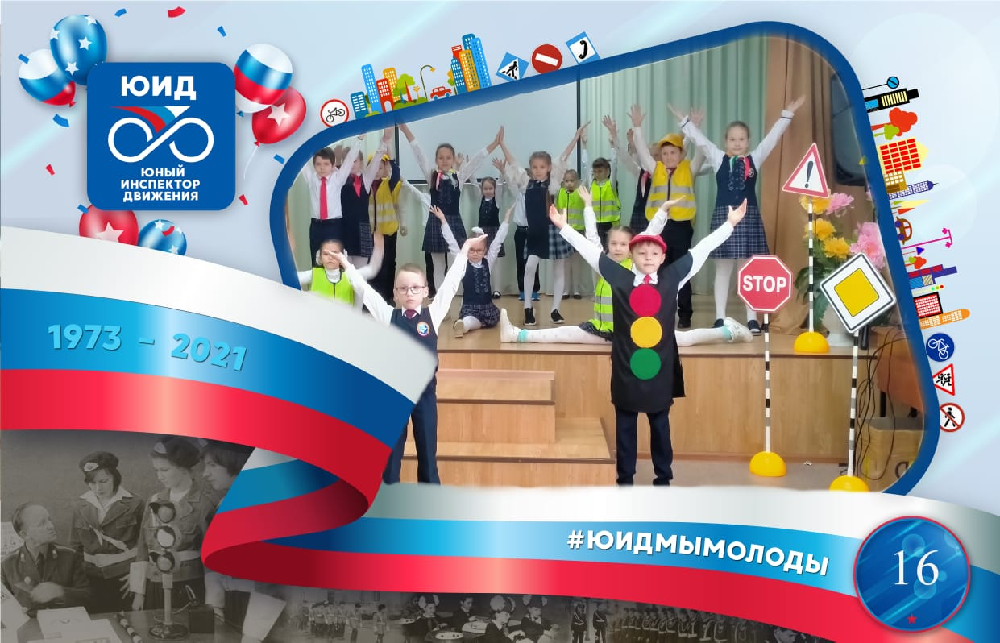 ЮИД
ЮНЫЙ
ИНСПЕКТОР
ДВИЖЕНИЯ
1973 – 2021
STOP
#ЮИДМЫМОЛОДЫ
16